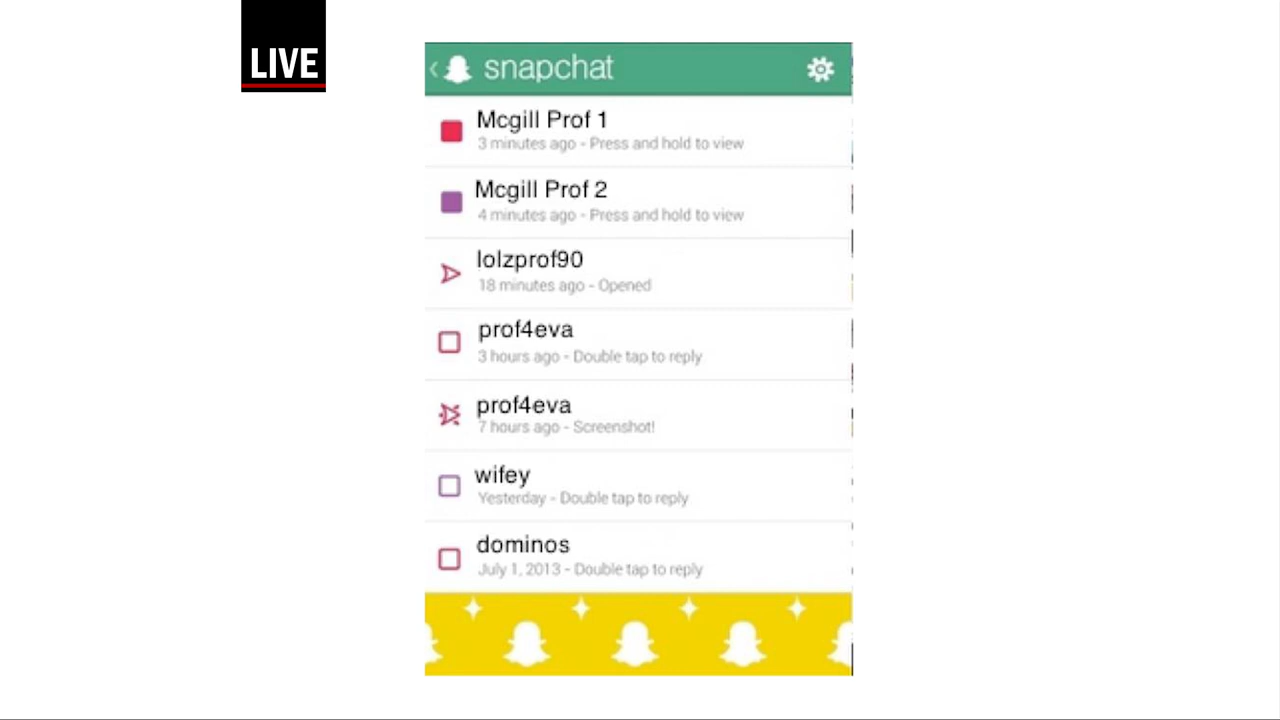 LIVE
snapchat
Mcgill Prof 1
3 minutes ago - Press and hold to view
Mcgill Prof 2
4 minutes ago - Press and hold to view
lolzprof90
18 minutes ago - Opened
prof4eva
3 hours ago - Double tap to reply
prof4eva
7 hours ago - Screenshot!
wifey
Yesterday - Double tap to reply
dominos
July 1, 2013 - Double tap to reply